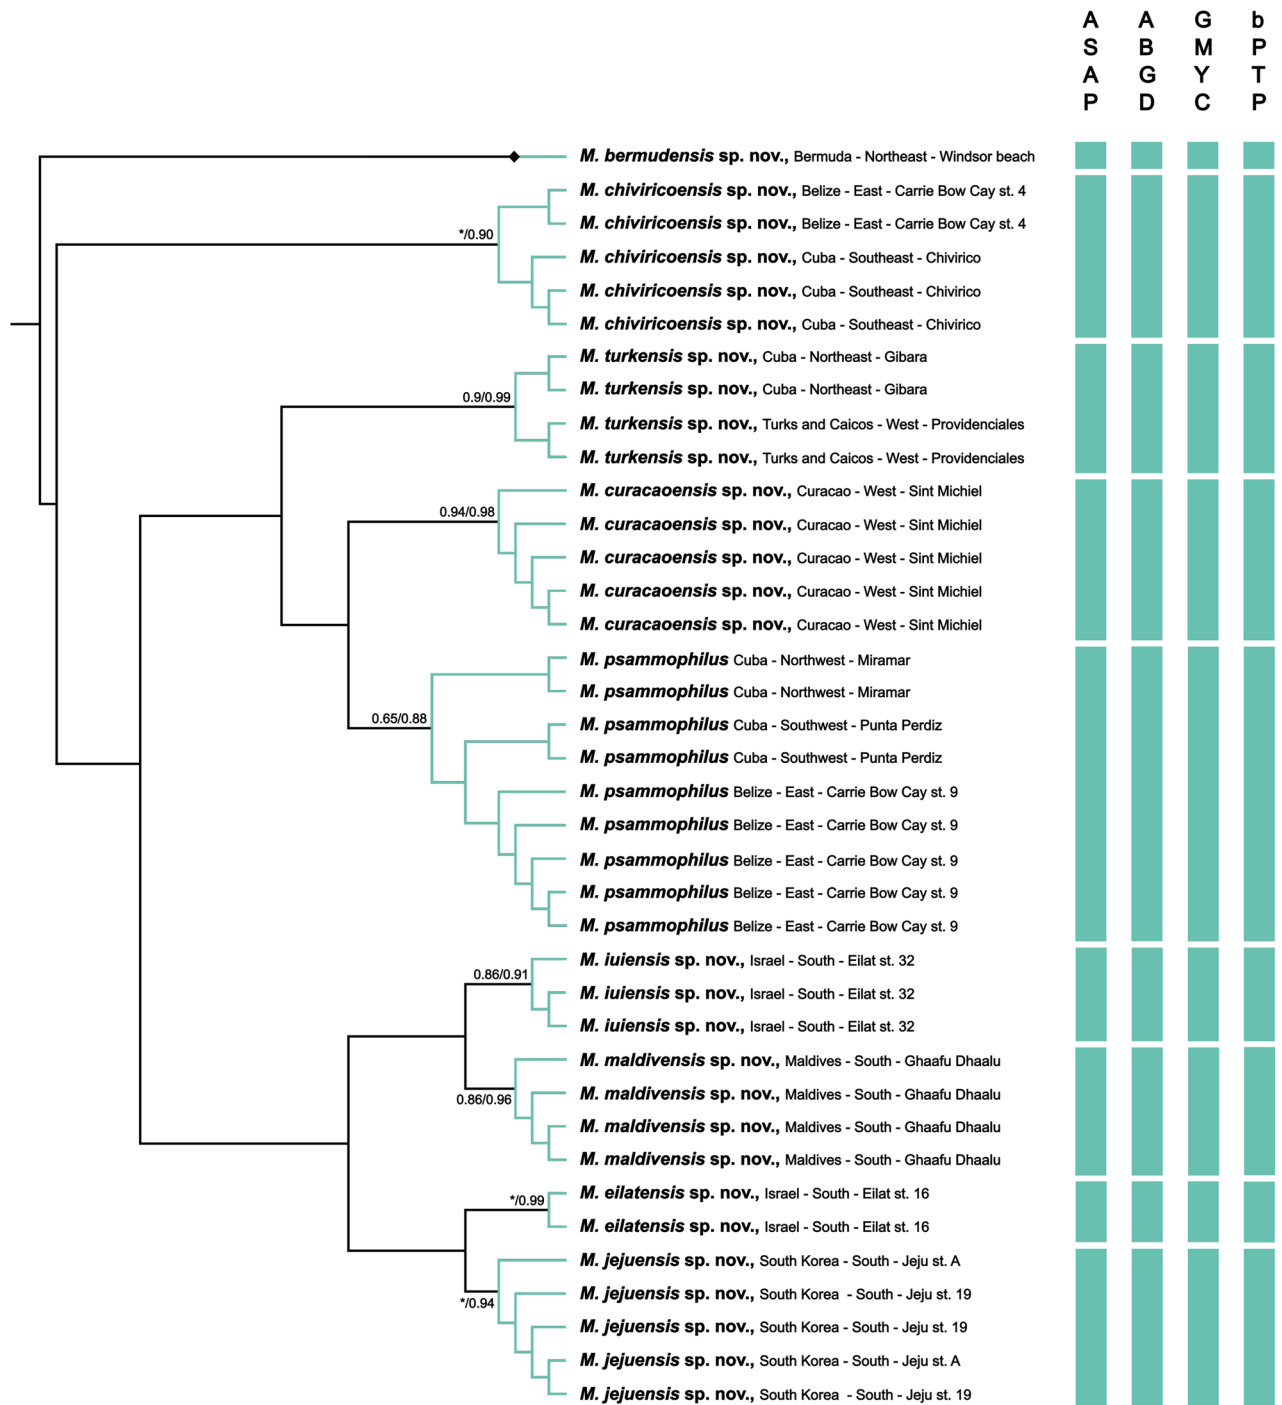 A A G b
S B M P
A G Y T
P D C P
M. bermudensis sp. nov., Bermuda - Northeast - Windsor beach
M. chiviricoensis sp. nov., Belize - East - Carrie Bow Cay st. 4
M. chiviricoensis sp. nov., Belize - East - Carrie Bow Cay st. 4
*/0.90
M. chiviricoensis sp. nov., Cuba - Southeast - Chivirico
M. chiviricoensis sp. nov., Cuba - Southeast - Chivirico
M. chiviricoensis sp. nov., Cuba - Southeast - Chivirico
M. turkensis sp. nov., Cuba - Northeast - Gibara
M. turkensis sp. nov., Cuba - Northeast - Gibara
0.9/0.99
M. turkensis sp. nov., Turks and Caicos - West - Providenciales
M. turkensis sp. nov., Turks and Caicos - West - Providenciales
M. curacaoensis sp. nov., Curacao - West - Sint Michiel
0.94/0.98
M. curacaoensis sp. nov., Curacao - West - Sint Michiel
M. curacaoensis sp. nov., Curacao - West - Sint Michiel
M. curacaoensis sp. nov., Curacao - West - Sint Michiel
M. curacaoensis sp. nov., Curacao - West - Sint Michiel
M. psammophilus Cuba - Northwest - Miramar
M. psammophilus Cuba - Northwest - Miramar
0.65/0.88
M. psammophilus Cuba - Southwest - Punta Perdiz
M. psammophilus Cuba - Southwest - Punta Perdiz
M. psammophilus Belize - East - Carrie Bow Cay st. 9
M. psammophilus Belize - East - Carrie Bow Cay st. 9
M. psammophilus Belize - East - Carrie Bow Cay st. 9
M. psammophilus Belize - East - Carrie Bow Cay st. 9
M. psammophilus Belize - East - Carrie Bow Cay st. 9
M. iuiensis sp. nov., Israel - South - Eilat st. 32
0.86/0.91
M. iuiensis sp. nov., Israel - South - Eilat st. 32
M. iuiensis sp. nov., Israel - South - Eilat st. 32
M. maldivensis sp. nov., Maldives - South - Ghaafu Dhaalu
M. maldivensis sp. nov., Maldives - South - Ghaafu Dhaalu
0.86/0.96
M. maldivensis sp. nov., Maldives - South - Ghaafu Dhaalu
M. maldivensis sp. nov., Maldives - South - Ghaafu Dhaalu
M. eilatensis sp. nov., Israel - South - Eilat st. 16
*/0.99
M. eilatensis sp. nov., Israel - South - Eilat st. 16
M. jejuensis sp. nov., South Korea - South - Jeju st. A
M. jejuensis sp. nov., South Korea - South - Jeju st. 19
*/0.94
M. jejuensis sp. nov., South Korea - South - Jeju st. 19
M. jejuensis sp. nov., South Korea - South - Jeju st. A
M. jejuensis sp. nov., South Korea - South - Jeju st. 19